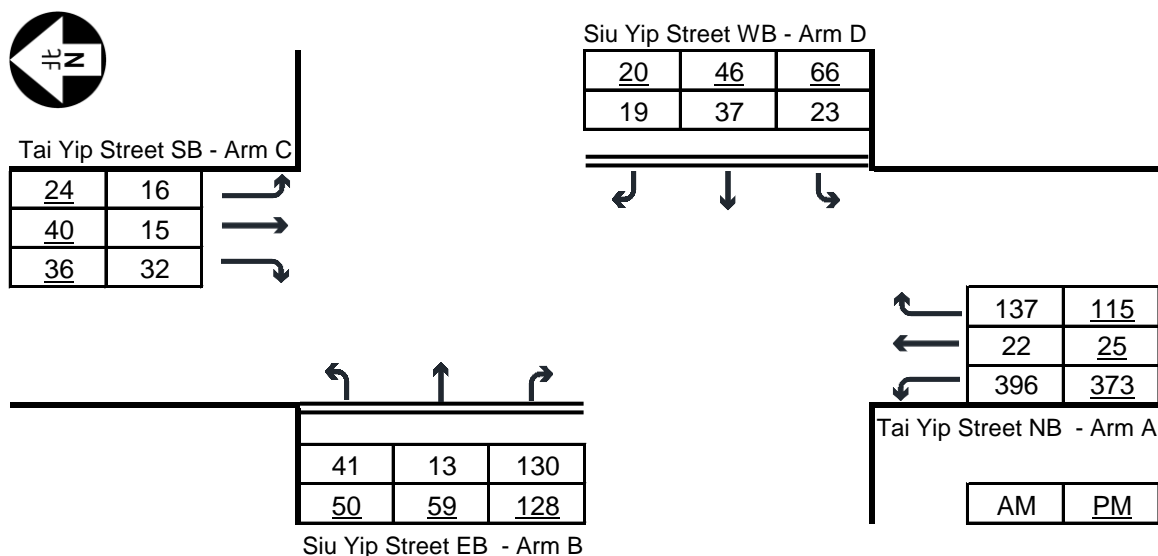 北 N
Siu Yip Street WB - Arm D
20 46 66
19 37 23
Tai Yip Street SB - Arm C
24 16
40 15
36 32
137 115
22 25
396 373
Tai Yip Street NB - Arm A
41 13 130
50 59 128
Siu Yip Street EB - Arm B
AM PM